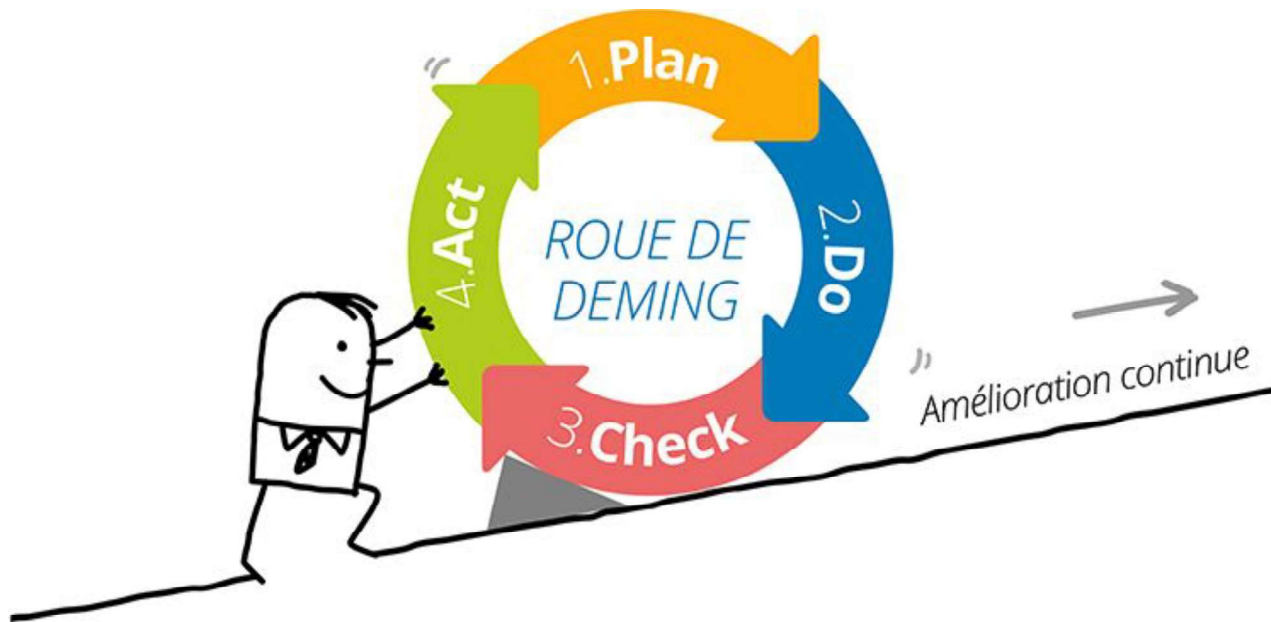 1.Plan
2.Do
3.Check
4.Act
ROUE DE
DEMING
Amélioration continue